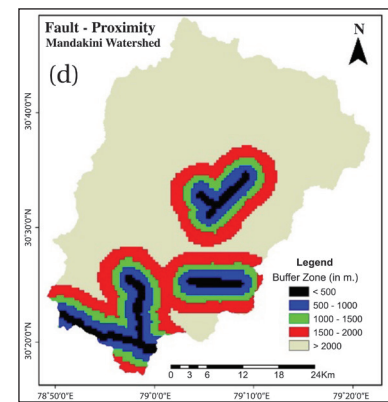 Fault - Proximity
Mandakini Watershed
N
(d)
30°40'0"N
30°30'0"N
30°20'0"N
Legend
Buffer Zone (in m.)
< 500
500 - 1000
1000 - 1500
1500 - 2000
> 2000
0 3 6 12 18 24Km
78°50'0"E 79°0'0"E 79°10'0"E 79°20'0"E